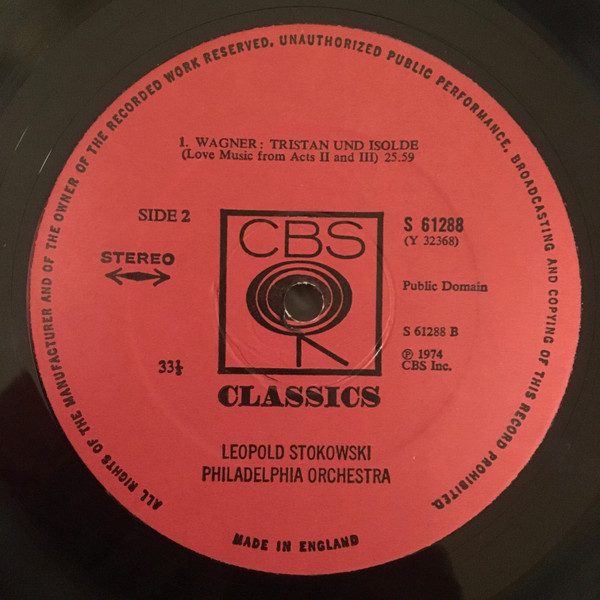 ALL RIGHTS OF THE MANUFACTURER AND OF THE OWNER OF THE RECORDED WORK RESERVED. UNAUTHORIZED PUBLIC PERFORMANCE, BROADCASTING AND COPYING OF THIS RECORD PROHIBITED.
1. WAGNER: TRISTAN UND ISOLDE
(Love Music from Acts II and III) 25.59
SIDE 2
STEREO
33⅓
CBS
CLASSICS
S 61288
(Y 32368)
Public Domain
S 61288 B
℗ 1974
CBS Inc.
LEOPOLD STOKOWSKI
PHILADELPHIA ORCHESTRA
MADE IN ENGLAND